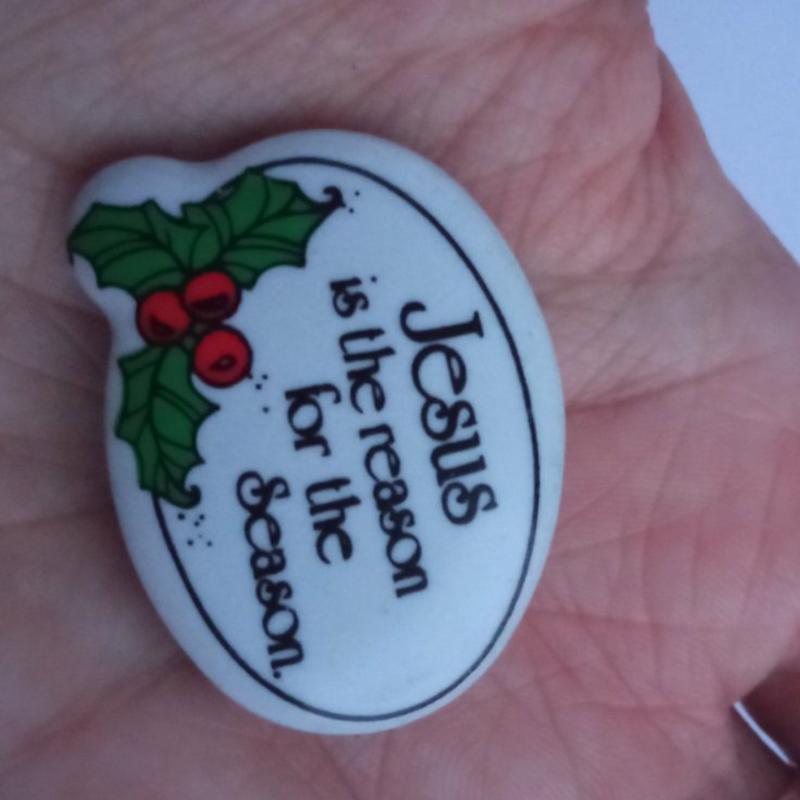 Jesus
is the reason
for the
Season.